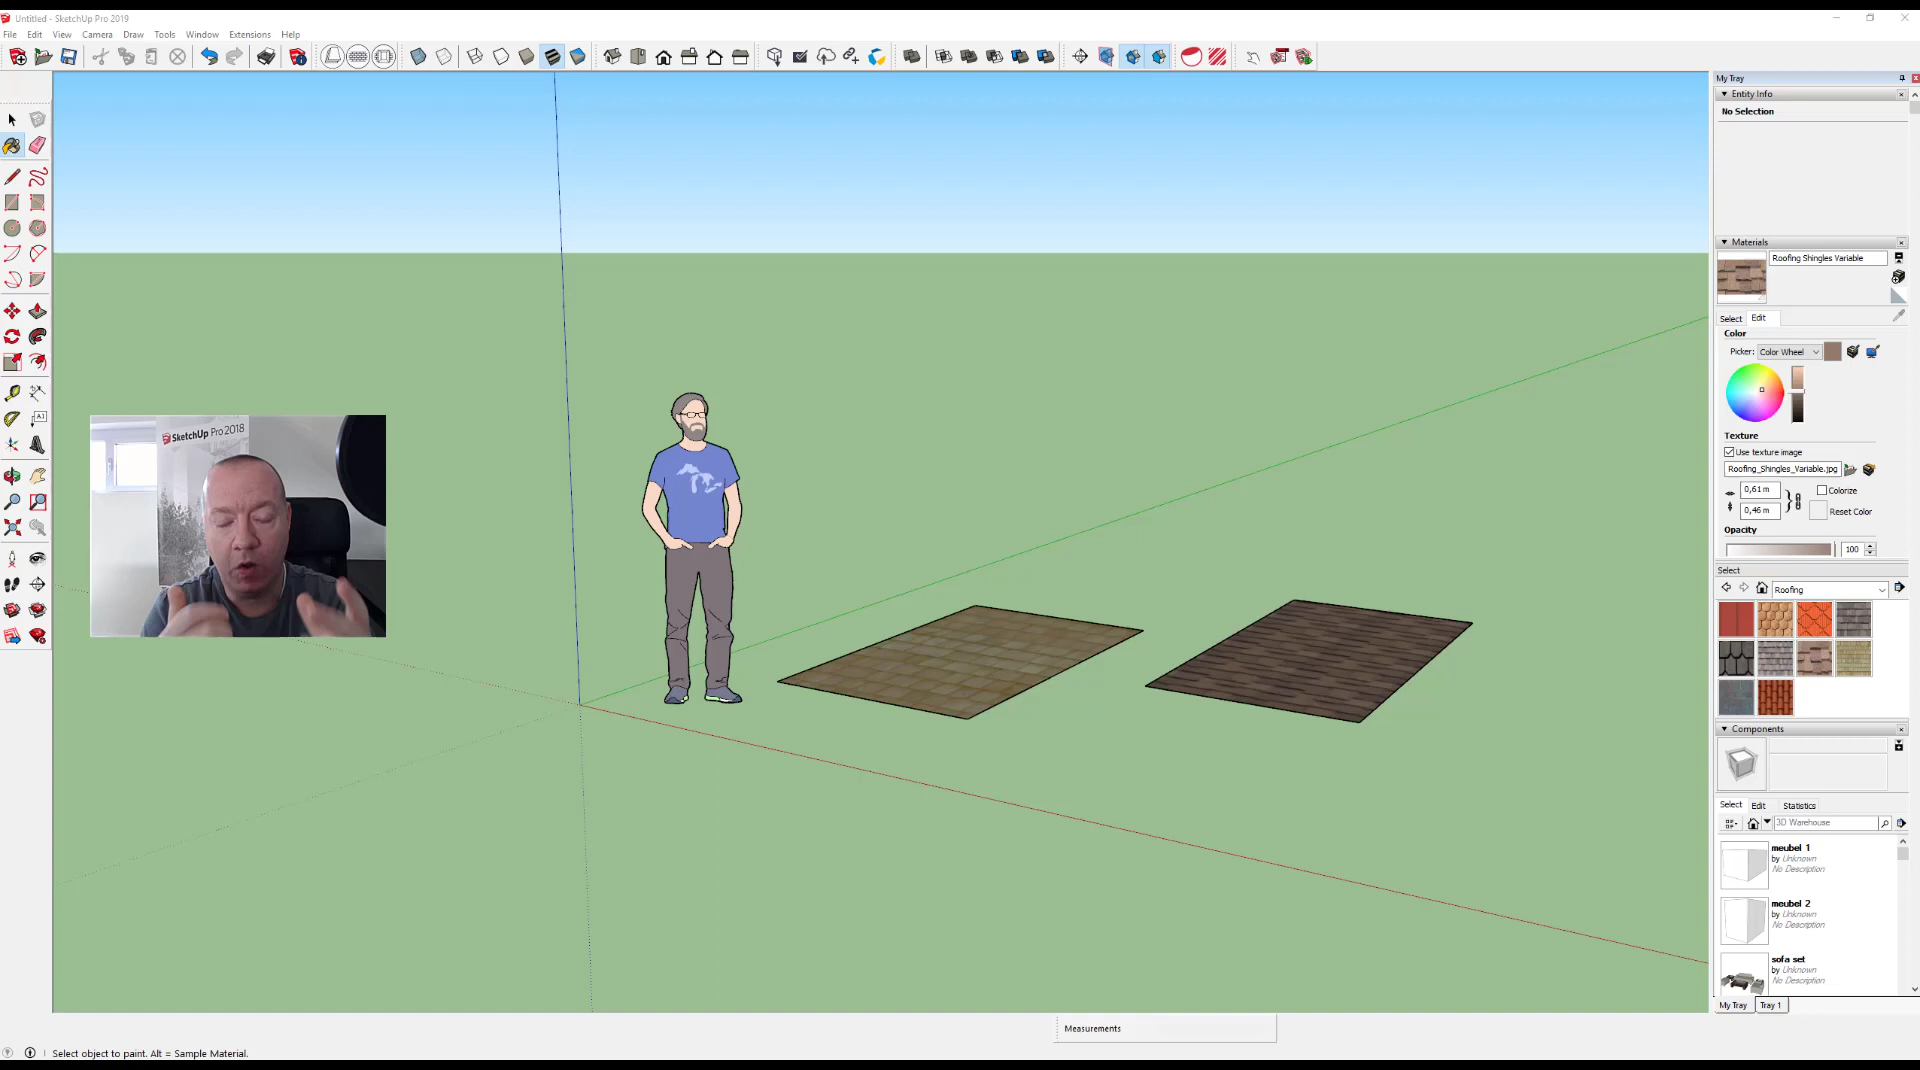 Untitled - SketchUp Pro 2019
File Edit View Camera Draw Tools Window Extensions Help
My Tray
Entity Info
No Selection
Materials
Roofing Shingles Variable
Select Edit
Color
Picker: Color Wheel
Texture
Use texture image
Roofing_Shingles_Variable.jpg
0,61 m
Colorize
0,46 m
Reset Color
Opacity
100
Select
Roofing
Components
Select Edit Statistics
3D Warehouse
meubel 1
by Unknown
No Description
meubel 2
by Unknown
No Description
sofa set
by Unknown
No Description
My Tray Tray 1
SketchUp Pro 2018
A1
Measurements
Select object to paint. Alt = Sample Material.